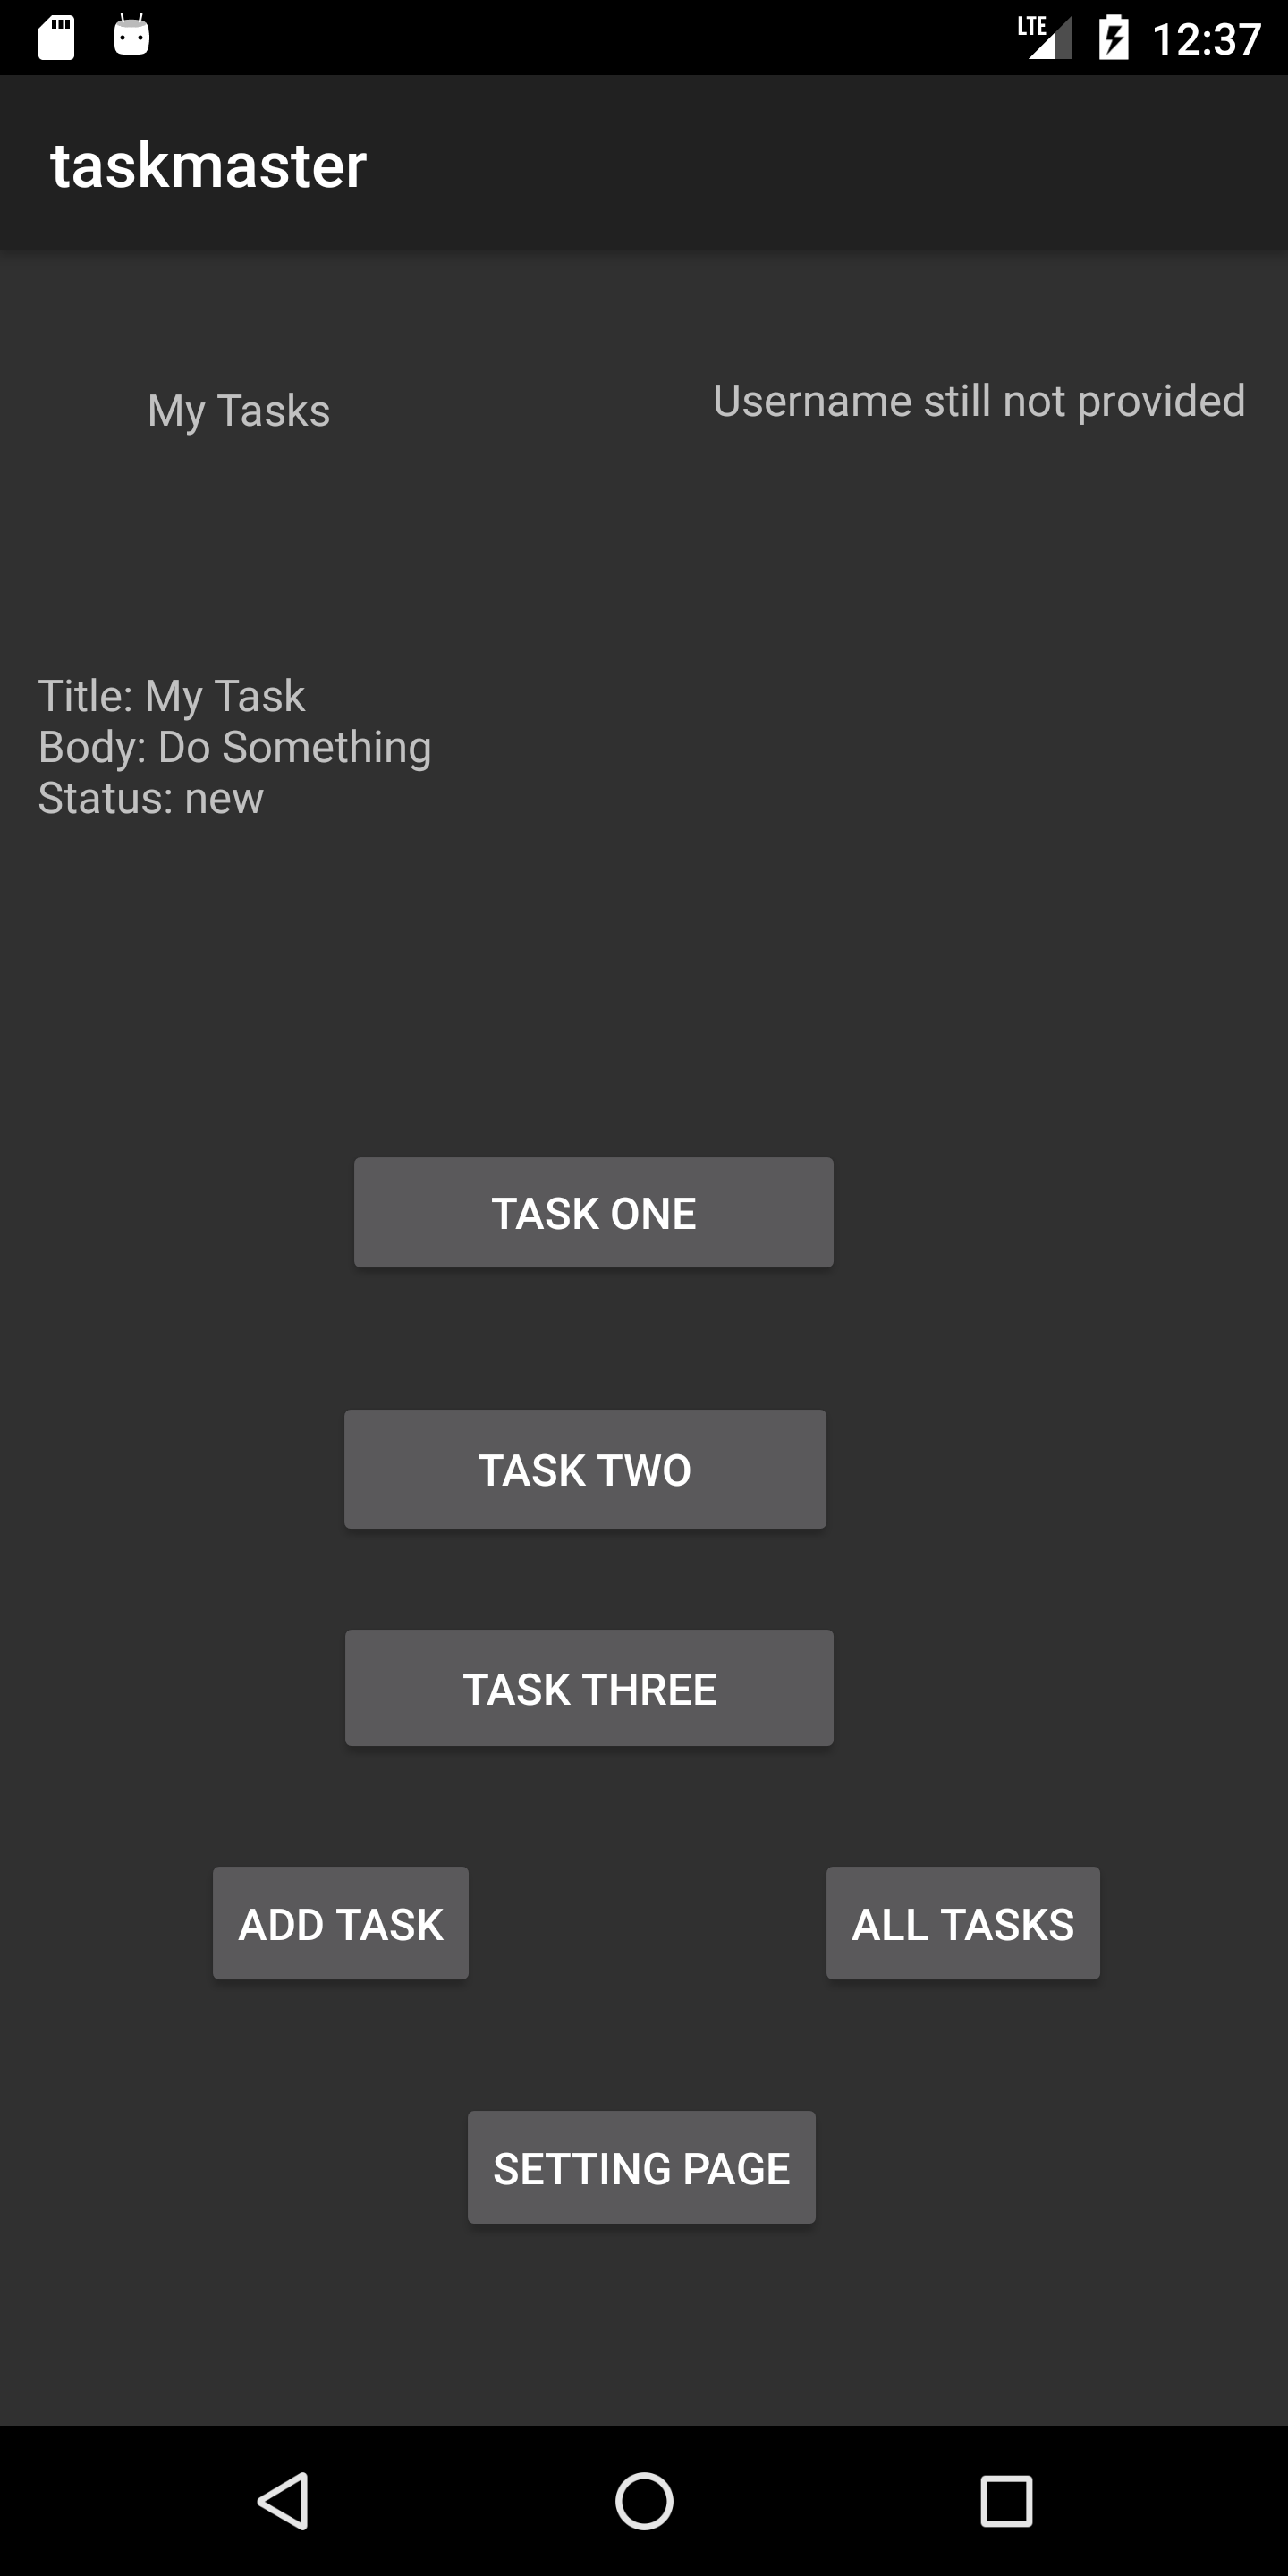 LTE 12:37
taskmaster
My Tasks
Username still not provided
Title: My Task
Body: Do Something
Status: new
TASK ONE
TASK TWO
TASK THREE
ADD TASK
ALL TASKS
SETTING PAGE